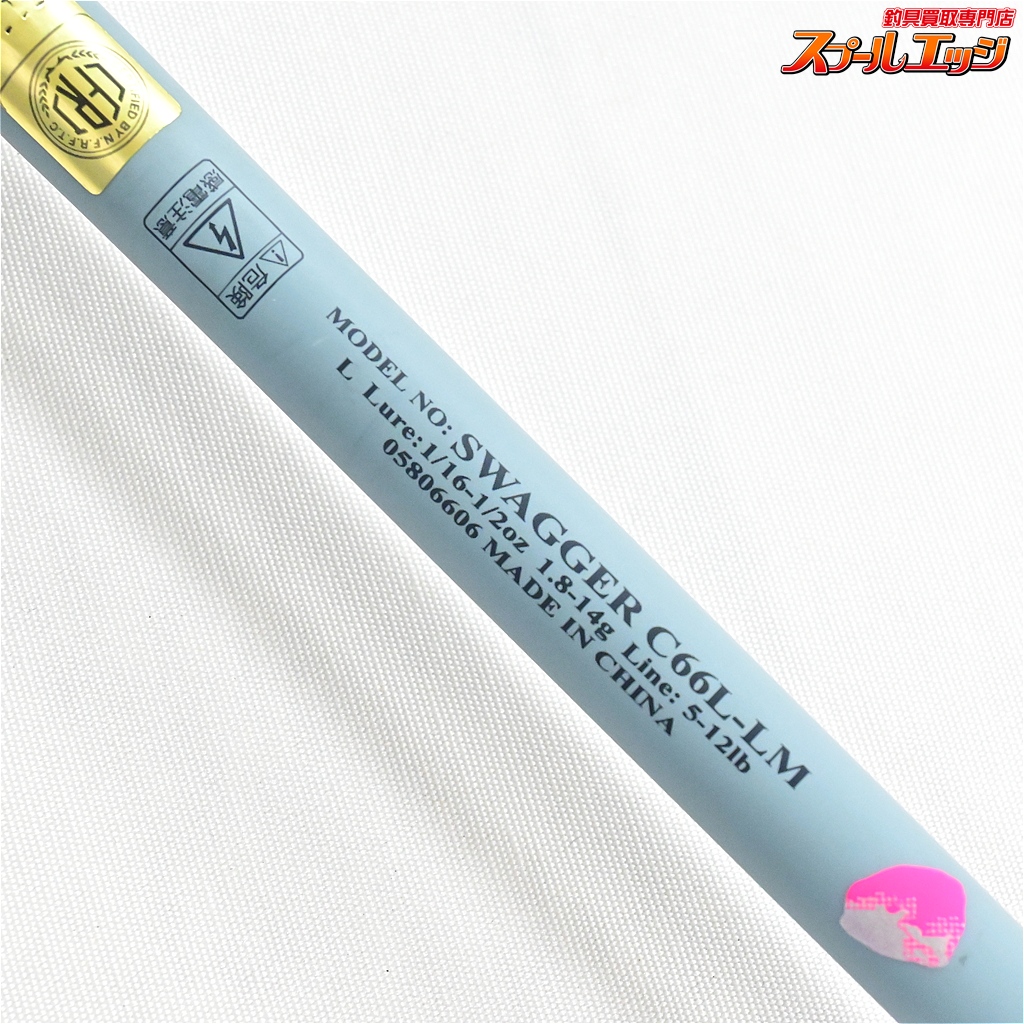 釣具買取専門店
スプールエッジ
FIED BY N.F.R.F.T.C
⚠危険
感電注意
MODEL NO: SWAGGER C66L-LM
L Lure:1/16-1/2oz 1.8-14g Line: 5-12lb
05806606 MADE IN CHINA